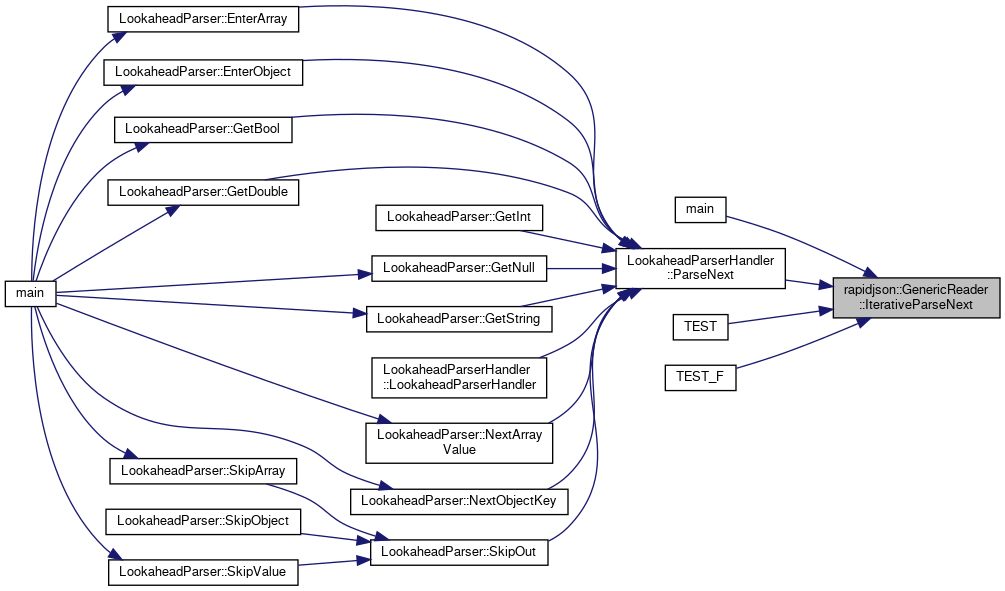 LookaheadParser::EnterArray
LookaheadParser::EnterObject
LookaheadParser::GetBool
LookaheadParser::GetDouble
main
LookaheadParser::GetInt
LookaheadParserHandler
::ParseNext
LookaheadParser::GetNull
main
rapidjson::GenericReader
::IterativeParseNext
LookaheadParser::GetString
TEST
LookaheadParserHandler
::LookaheadParserHandler
TEST_F
LookaheadParser::NextArray
Value
LookaheadParser::SkipArray
LookaheadParser::NextObjectKey
LookaheadParser::SkipObject
LookaheadParser::SkipOut
LookaheadParser::SkipValue